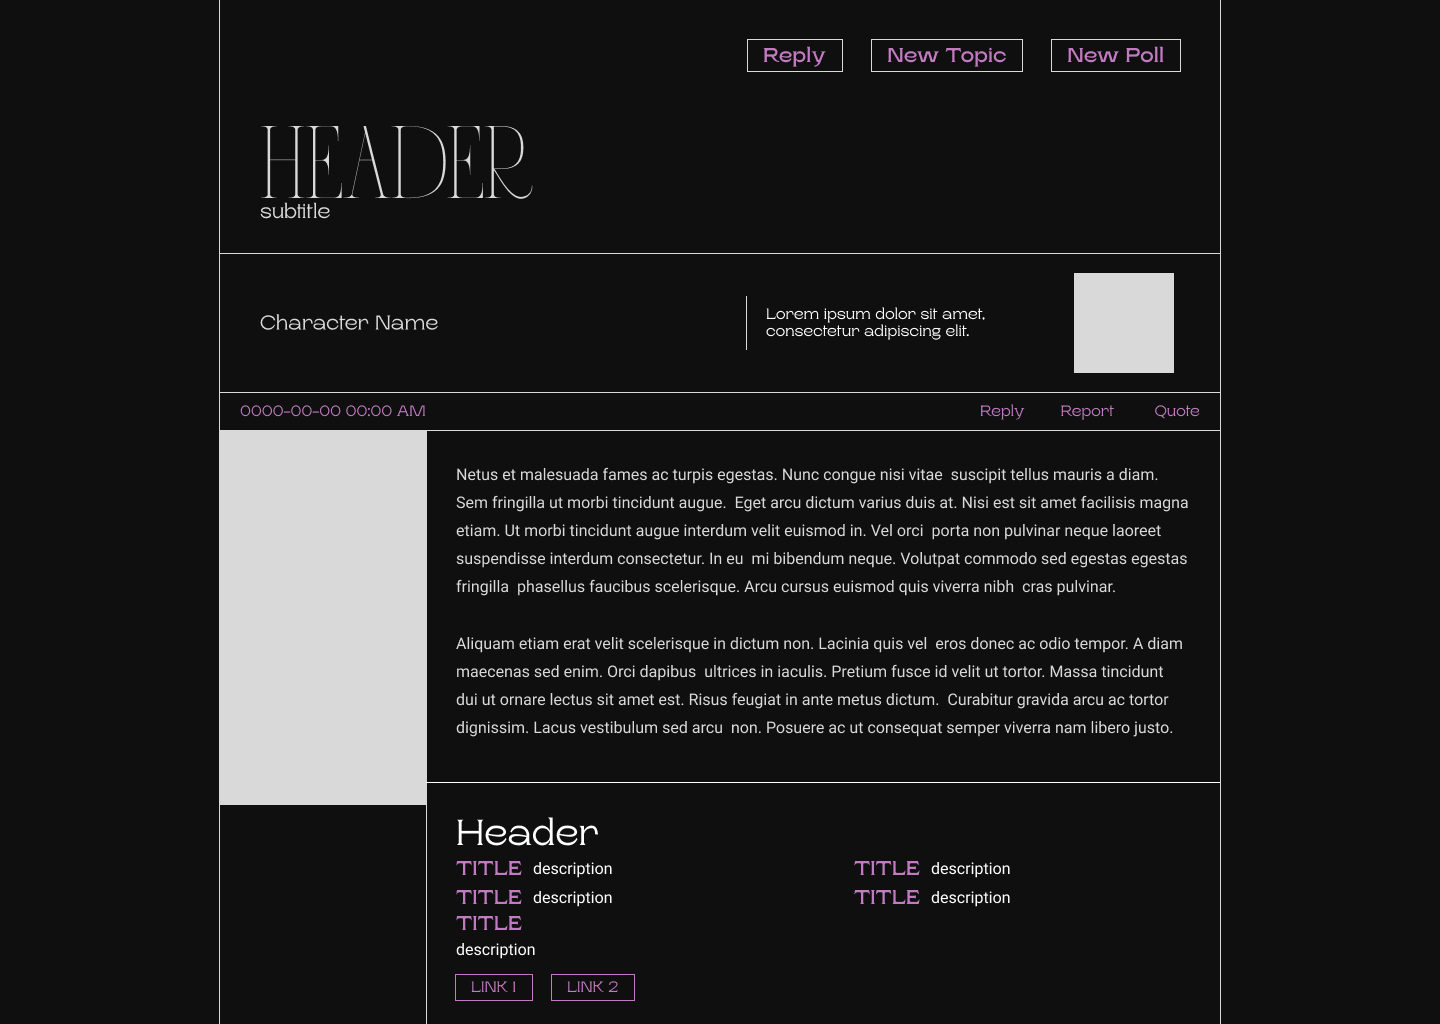 Reply
New Topic
New Poll
HEADER
subtitle
Character Name
Lorem ipsum dolor sit amet,
consectetur adipiscing elit.
0000-00-00 00:00 AM
Reply
Report
Quote
Netus et malesuada fames ac turpis egestas. Nunc congue nisi vitae  suscipit tellus mauris a diam.
Sem fringilla ut morbi tincidunt augue.  Eget arcu dictum varius duis at. Nisi est sit amet facilisis magna
etiam. Ut morbi tincidunt augue interdum velit euismod in. Vel orci  porta non pulvinar neque laoreet
suspendisse interdum consectetur. In eu  mi bibendum neque. Volutpat commodo sed egestas egestas
fringilla  phasellus faucibus scelerisque. Arcu cursus euismod quis viverra nibh  cras pulvinar.
Aliquam etiam erat velit scelerisque in dictum non. Lacinia quis vel  eros donec ac odio tempor. A diam
maecenas sed enim. Orci dapibus  ultrices in iaculis. Pretium fusce id velit ut tortor. Massa tincidunt
dui ut ornare lectus sit amet est. Risus feugiat in ante metus dictum.  Curabitur gravida arcu ac tortor
dignissim. Lacus vestibulum sed arcu  non. Posuere ac ut consequat semper viverra nam libero justo.
Header
TITLE description
TITLE description
TITLE description
TITLE description
TITLE
description
LINK 1
LINK 2